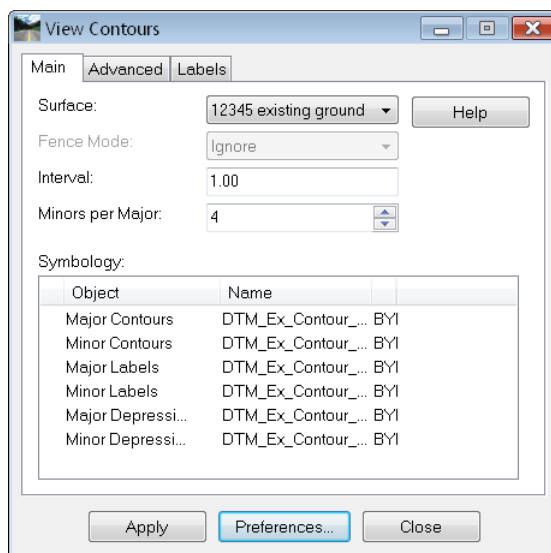 View Contours
Main Advanced Labels
Surface: 12345 existing ground Help
Fence Mode: Ignore
Interval: 1.00
Minors per Major: 4
Symbology:
Object Name
Major Contours DTM_Ex_Contour_... BYI
Minor Contours DTM_Ex_Contour_... BYI
Major Labels DTM_Ex_Contour_... BYI
Minor Labels DTM_Ex_Contour_... BYI
Major Depressi... DTM_Ex_Contour_... BYI
Minor Depressi... DTM_Ex_Contour_... BYI
Apply Preferences... Close